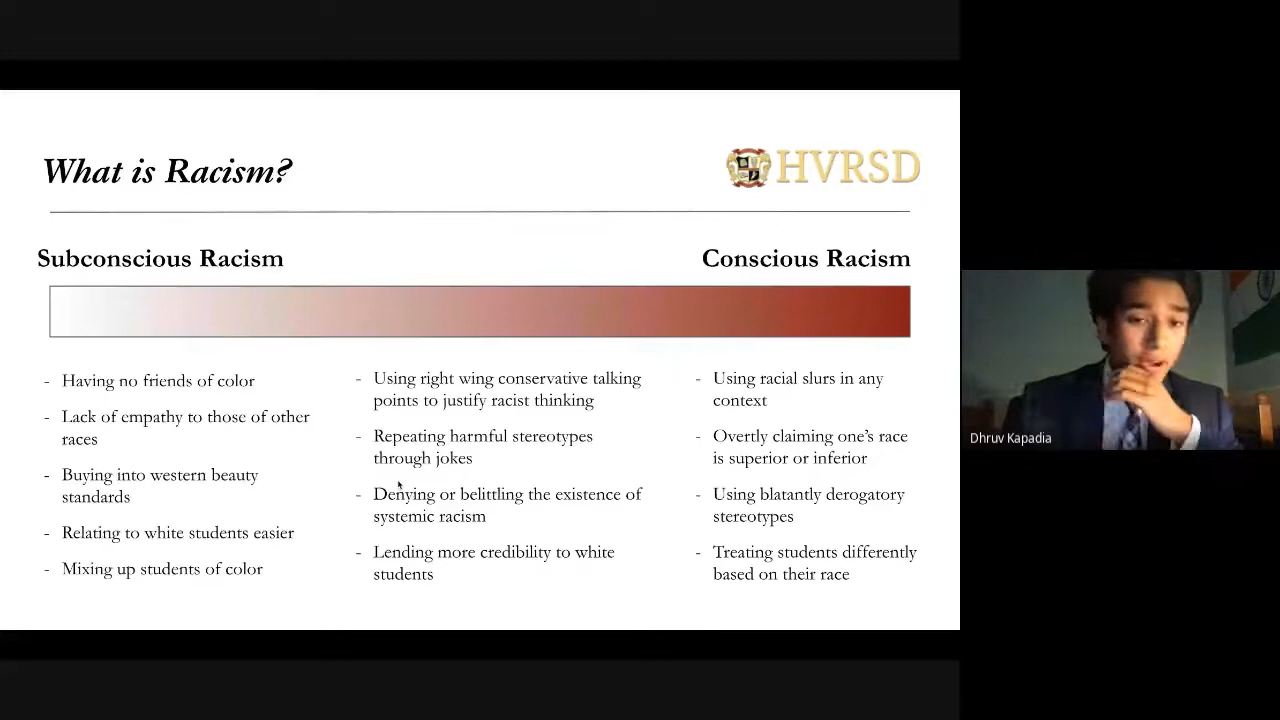 What is Racism?
HVRSD
Subconscious Racism
Conscious Racism
- Having no friends of color
- Lack of empathy to those of other
races
- Buying into western beauty
standards
- Relating to white students easier
- Mixing up students of color
- Using right wing conservative talking
points to justify racist thinking
- Repeating harmful stereotypes
through jokes
- Denying or belittling the existence of
systemic racism
- Lending more credibility to white
students
- Using racial slurs in any
context
- Overtly claiming one's race
is superior or inferior
- Using blatantly derogatory
stereotypes
- Treating students differently
based on their race
Dhruv Kapadia